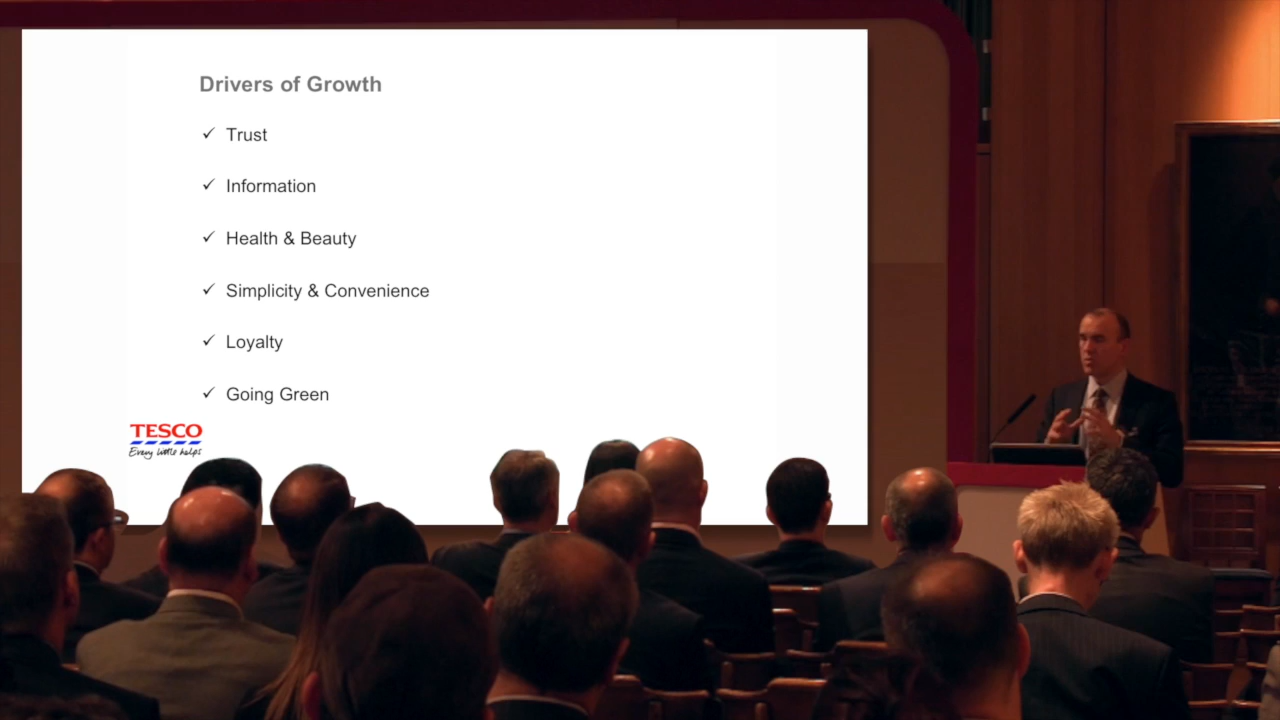 Drivers of Growth
✓ Trust
✓ Information
✓ Health & Beauty
✓ Simplicity & Convenience
✓ Loyalty
✓ Going Green
TESCO
Every little helps